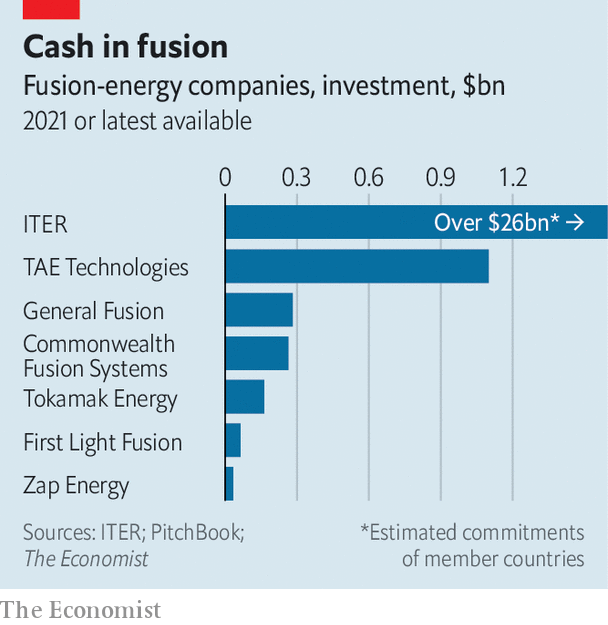 Cash in fusion
Fusion-energy companies, investment, $bn
2021 or latest available
0 0.3 0.6 0.9 1.2
ITER
Over $26bn* →
TAE Technologies
General Fusion
Commonwealth
Fusion Systems
Tokamak Energy
First Light Fusion
Zap Energy
Sources: ITER; PitchBook;
The Economist
*Estimated commitments
of member countries
The Economist